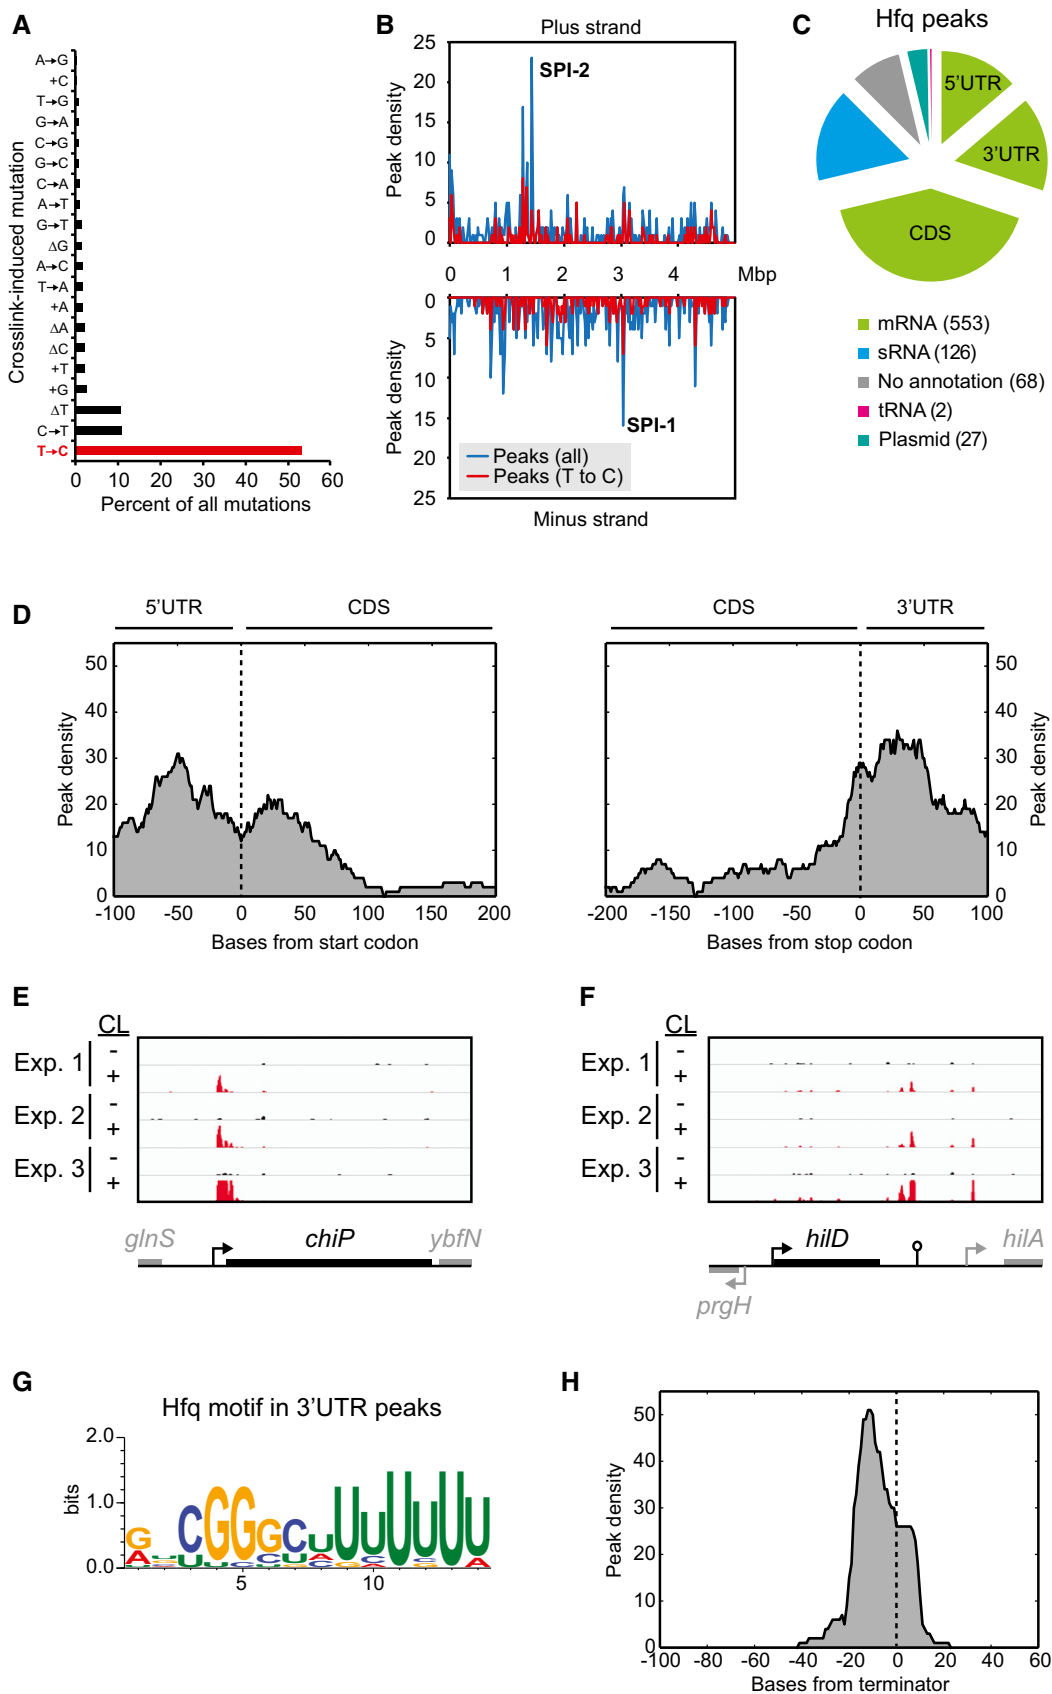 A
Crosslink-induced mutation
A→G
+C
T→G
G→A
C→G
G→C
C→A
A→T
G→T
ΔG
A→C
T→A
+A
ΔA
ΔC
+T
+G
ΔT
C→T
T→C
0 10 20 30 40 50 60
Percent of all mutations
B
Plus strand
Peak density
25
20
15
10
5
0
SPI-2
0 1 2 3 4 Mbp
Peak density
0
5
10
15
20
25
SPI-1
Peaks (all)
Peaks (T to C)
Minus strand
C
Hfq peaks
5'UTR
3'UTR
CDS
mRNA (553)
sRNA (126)
No annotation (68)
tRNA (2)
Plasmid (27)
D
5'UTR CDS
Peak density
50
40
30
20
10
0
-100 -50 0 50 100 150 200
Bases from start codon
CDS 3'UTR
50
40
30
20
10
0
Peak density
-200 -150 -100 -50 0 50 100
Bases from stop codon
E
CL
Exp. 1 - +
Exp. 2 - +
Exp. 3 - +
glnS chiP ybfN
F
CL
Exp. 1 - +
Exp. 2 - +
Exp. 3 - +
hilD hilA
prgH
G
Hfq motif in 3'UTR peaks
bits
2.0
1.0
0.0
5 10
H
Peak density
50
40
30
20
10
0
-100 -80 -60 -40 -20 0 20 40 60
Bases from terminator